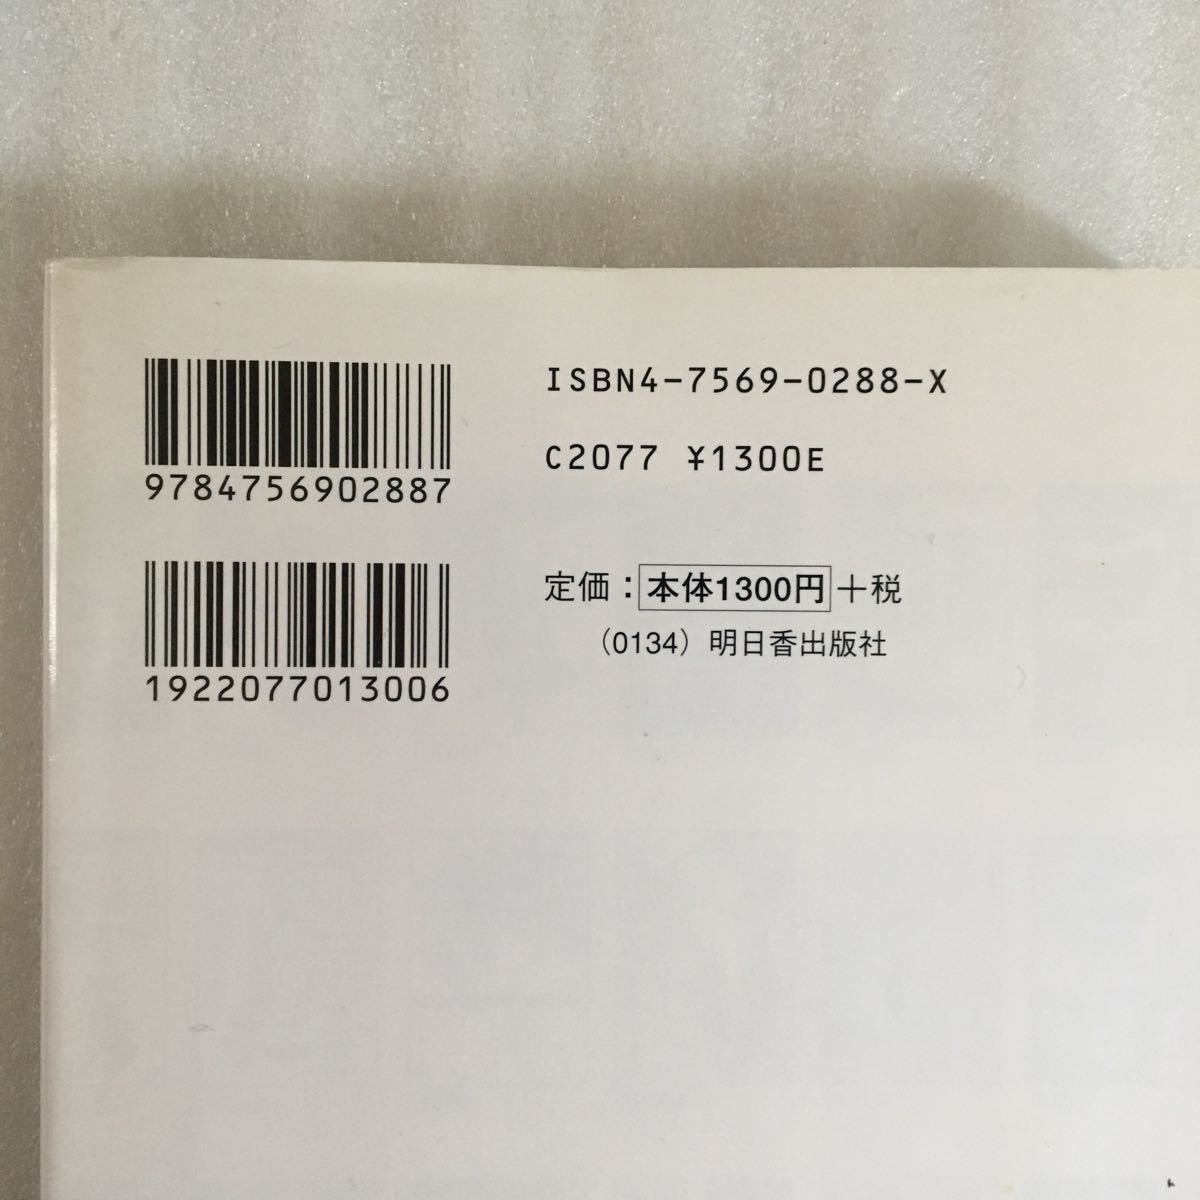 9784756902887
ISBN4-7569-0288-X
C2077 ¥1300E
1922077013006
定価：本体1300円+税
（0134）明日香出版社